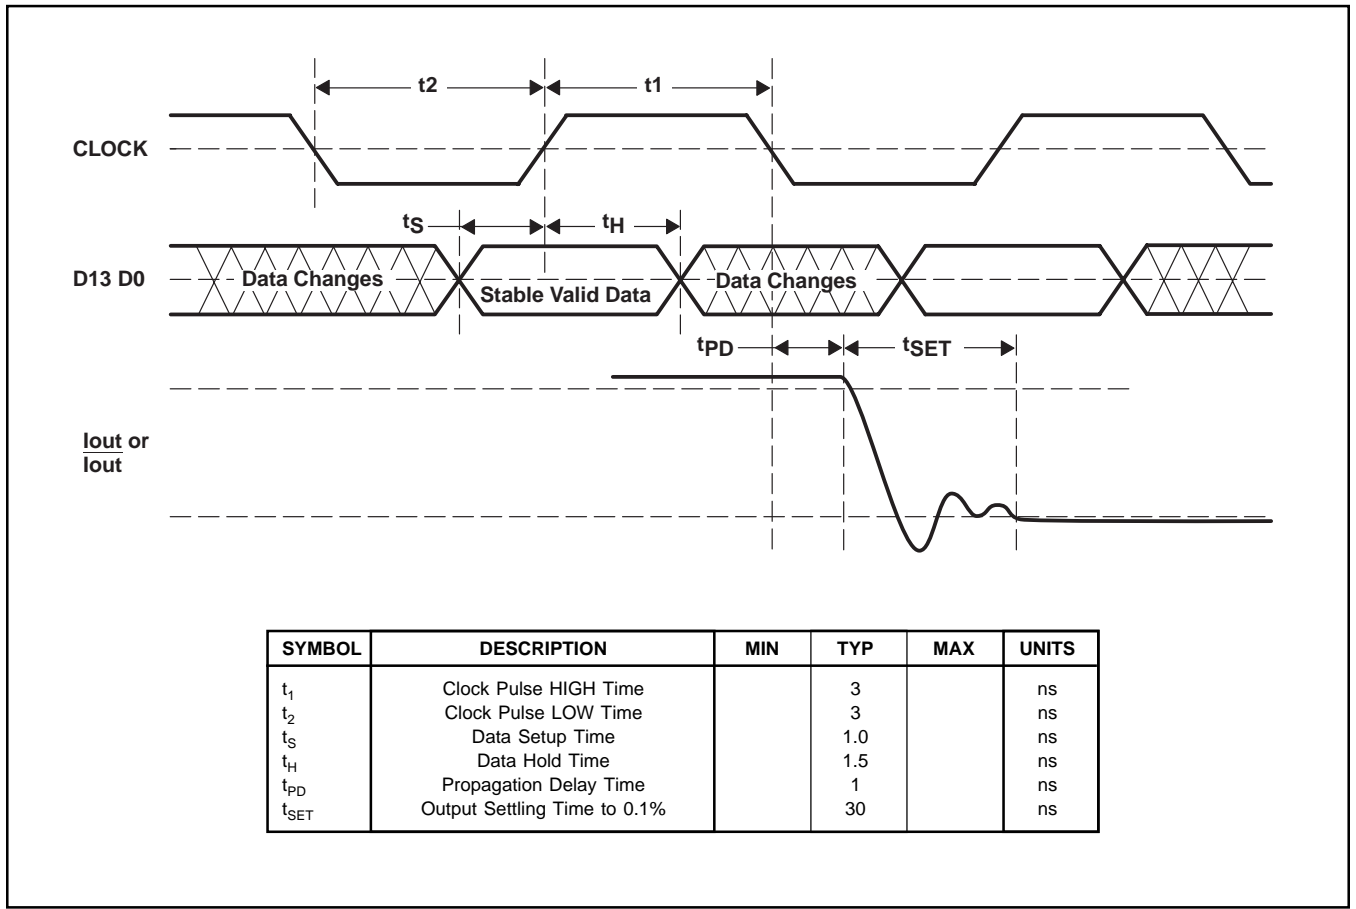 t2
t1
CLOCK
tS
tH
D13 D0
Data Changes
Stable Valid Data
Data Changes
tPD
tSET
Iout or
Iout
SYMBOL DESCRIPTION MIN TYP MAX UNITS
t1 Clock Pulse HIGH Time 3 ns
t2 Clock Pulse LOW Time 3 ns
tS Data Setup Time 1.0 ns
tH Data Hold Time 1.5 ns
tPD Propagation Delay Time 1 ns
tSET Output Settling Time to 0.1% 30 ns